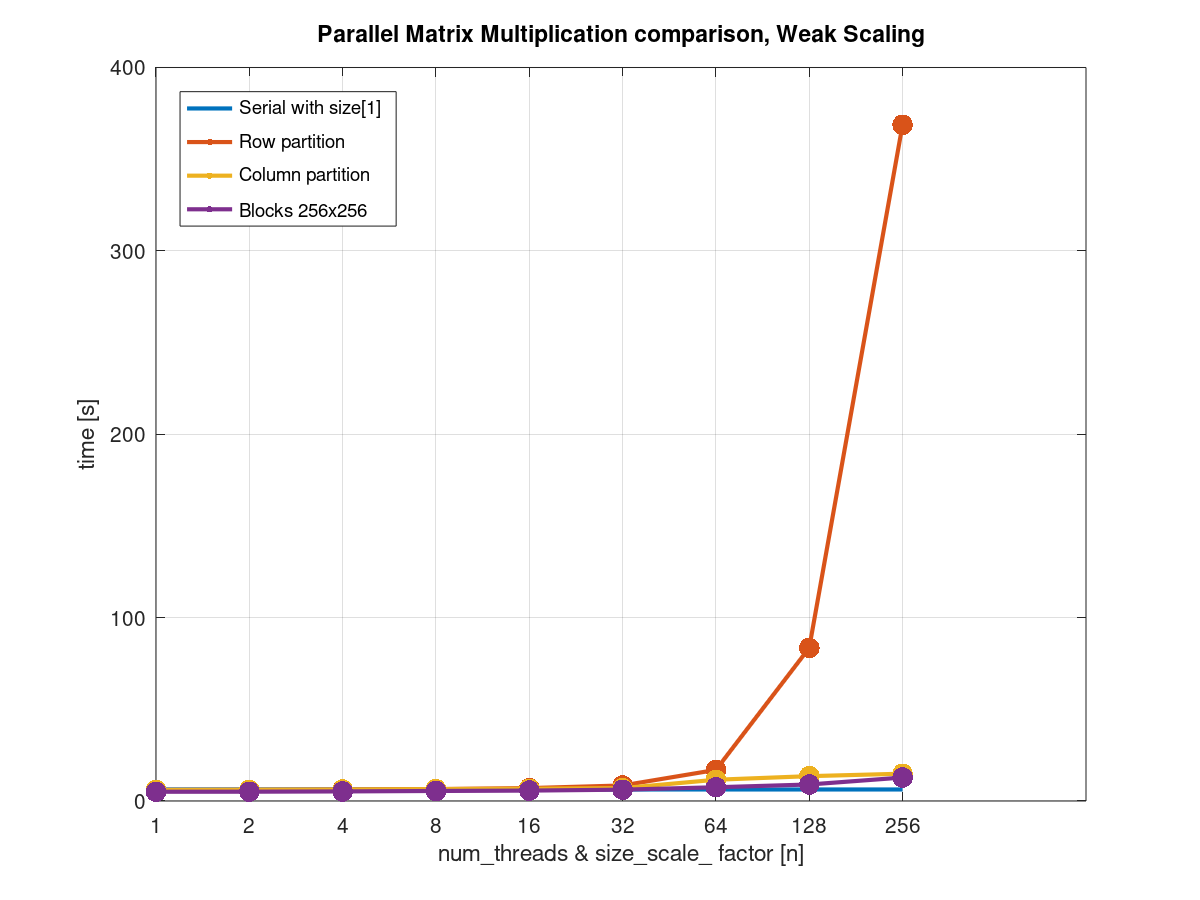 Parallel Matrix Multiplication comparison, Weak Scaling
400
300
200
100
0
time [s]
Serial with size[1]
Row partition
Column partition
Blocks 256x256
1 2 4 8 16 32 64 128 256
num_threads & size_scale_ factor [n]